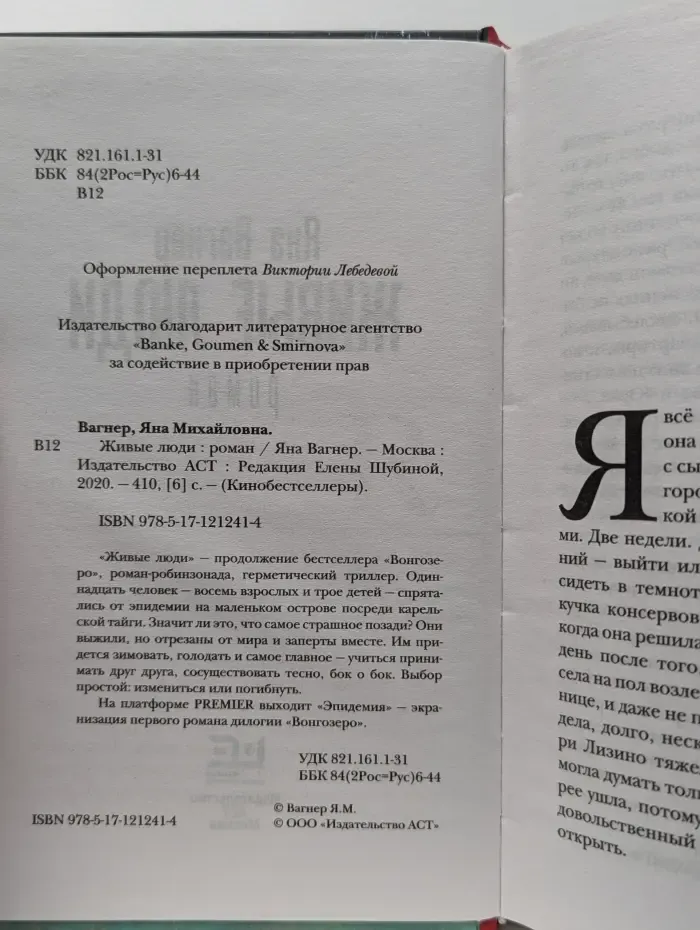 УДК 821.161.1-31
ББК 84(2Рос=Рус)6-44
В12
Оформление переплета Виктории Лебедевой
Издательство благодарит литературное агентство
«Banke, Goumen & Smirnova»
за содействие в приобретении прав
Вагнер, Яна Михайловна.
В12 Живые люди : роман / Яна Вагнер. — Москва :
Издательство АСТ : Редакция Елены Шубиной,
2020. — 410, [6] с. — (Кинобестселлеры).
ISBN 978-5-17-121241-4
«Живые люди» — продолжение бестселлера «Вонгозе-
ро», роман-робинзонада, герметичный триллер. Один-
надцать человек — восемь взрослых и трое детей — спрята-
лись от эпидемии на маленьком острове посреди карель-
ской тайги. Значит ли это, что самое страшное позади? Они
выжили, но отрезаны от мира и заперты вместе. Им при-
дется зимовать, голодать и самое главное — учиться прини-
мать друг друга, сосуществовать тесно, бок о бок. Выбор
простой: измениться или погибнуть.
На платформе PREMIER выходит «Эпидемия» — экра-
низация первого романа дилогии «Вонгозеро».
УДК 821.161.1-31
ББК 84(2Рос=Рус)6-44
© Вагнер Я.М.
ISBN 978-5-17-121241-4 © ООО «Издательство АСТ»
Я всё
она
с сы
горо
кой
ми. Две недели.
ний — выйти ил
сидеть в темнот
кучка консервов
когда она решила
день после того,
села на пол возле
нице, и даже не п
дела, долго, неск
ри Лизино тяже
могла думать толь
рее ушла, потому
довольственный
открыть.